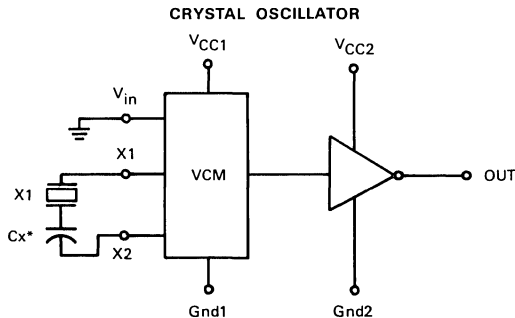 CRYSTAL OSCILLATOR
VCC1
VCC2
Vin
X1
VCM
OUT
X1
Cx*
X2
Gnd1
Gnd2